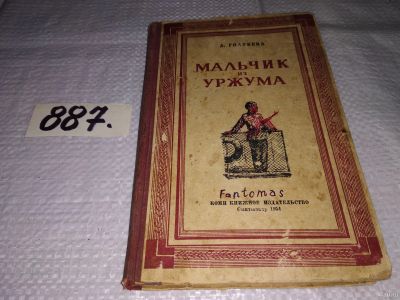 А. ГОЛУБЕВА
МАЛЬЧИК
ИЗ
УРЖУМА
887.
Fantomas
КОМИ КНИЖНОЕ ИЗДАТЕЛЬСТВО
Сыктывкар 1954